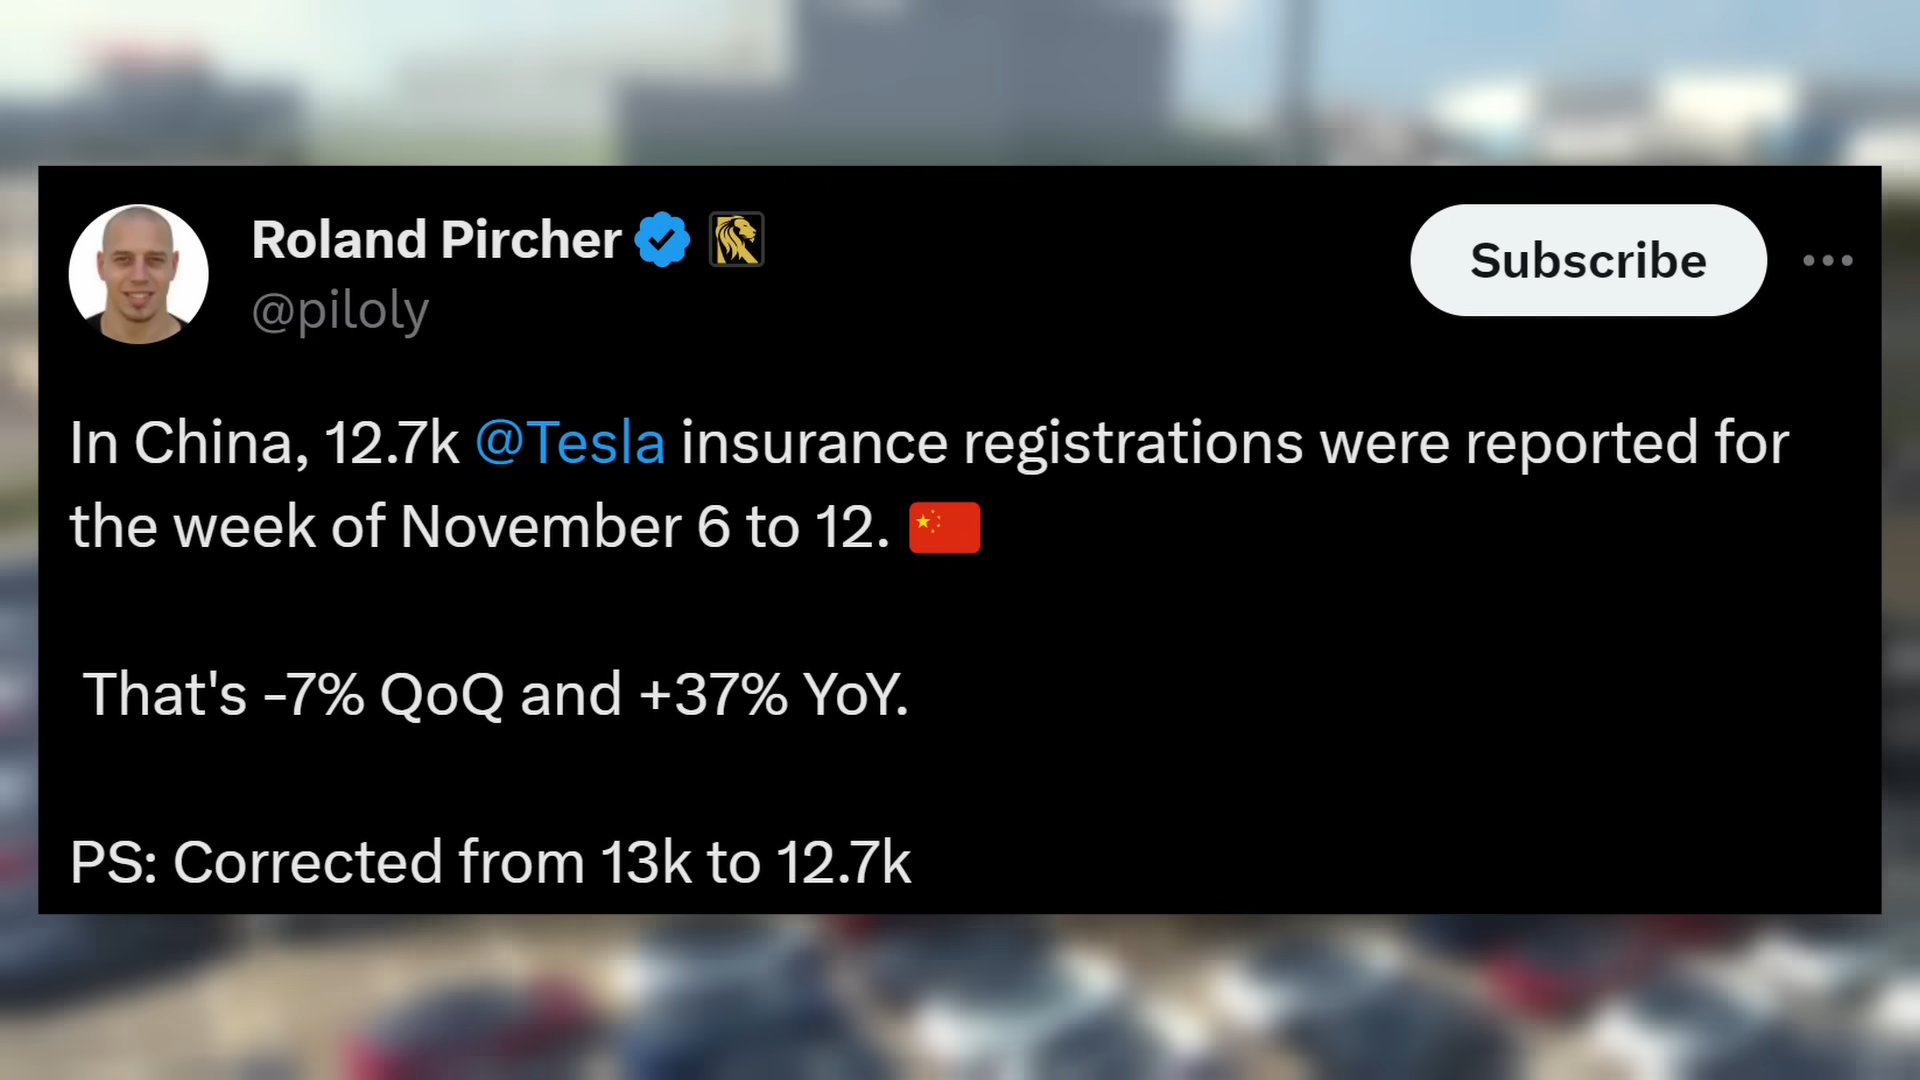 Roland Pircher
@piloly
Subscribe
In China, 12.7k @Tesla insurance registrations were reported for
the week of November 6 to 12. 🇨🇳
That's -7% QoQ and +37% YoY.
PS: Corrected from 13k to 12.7k